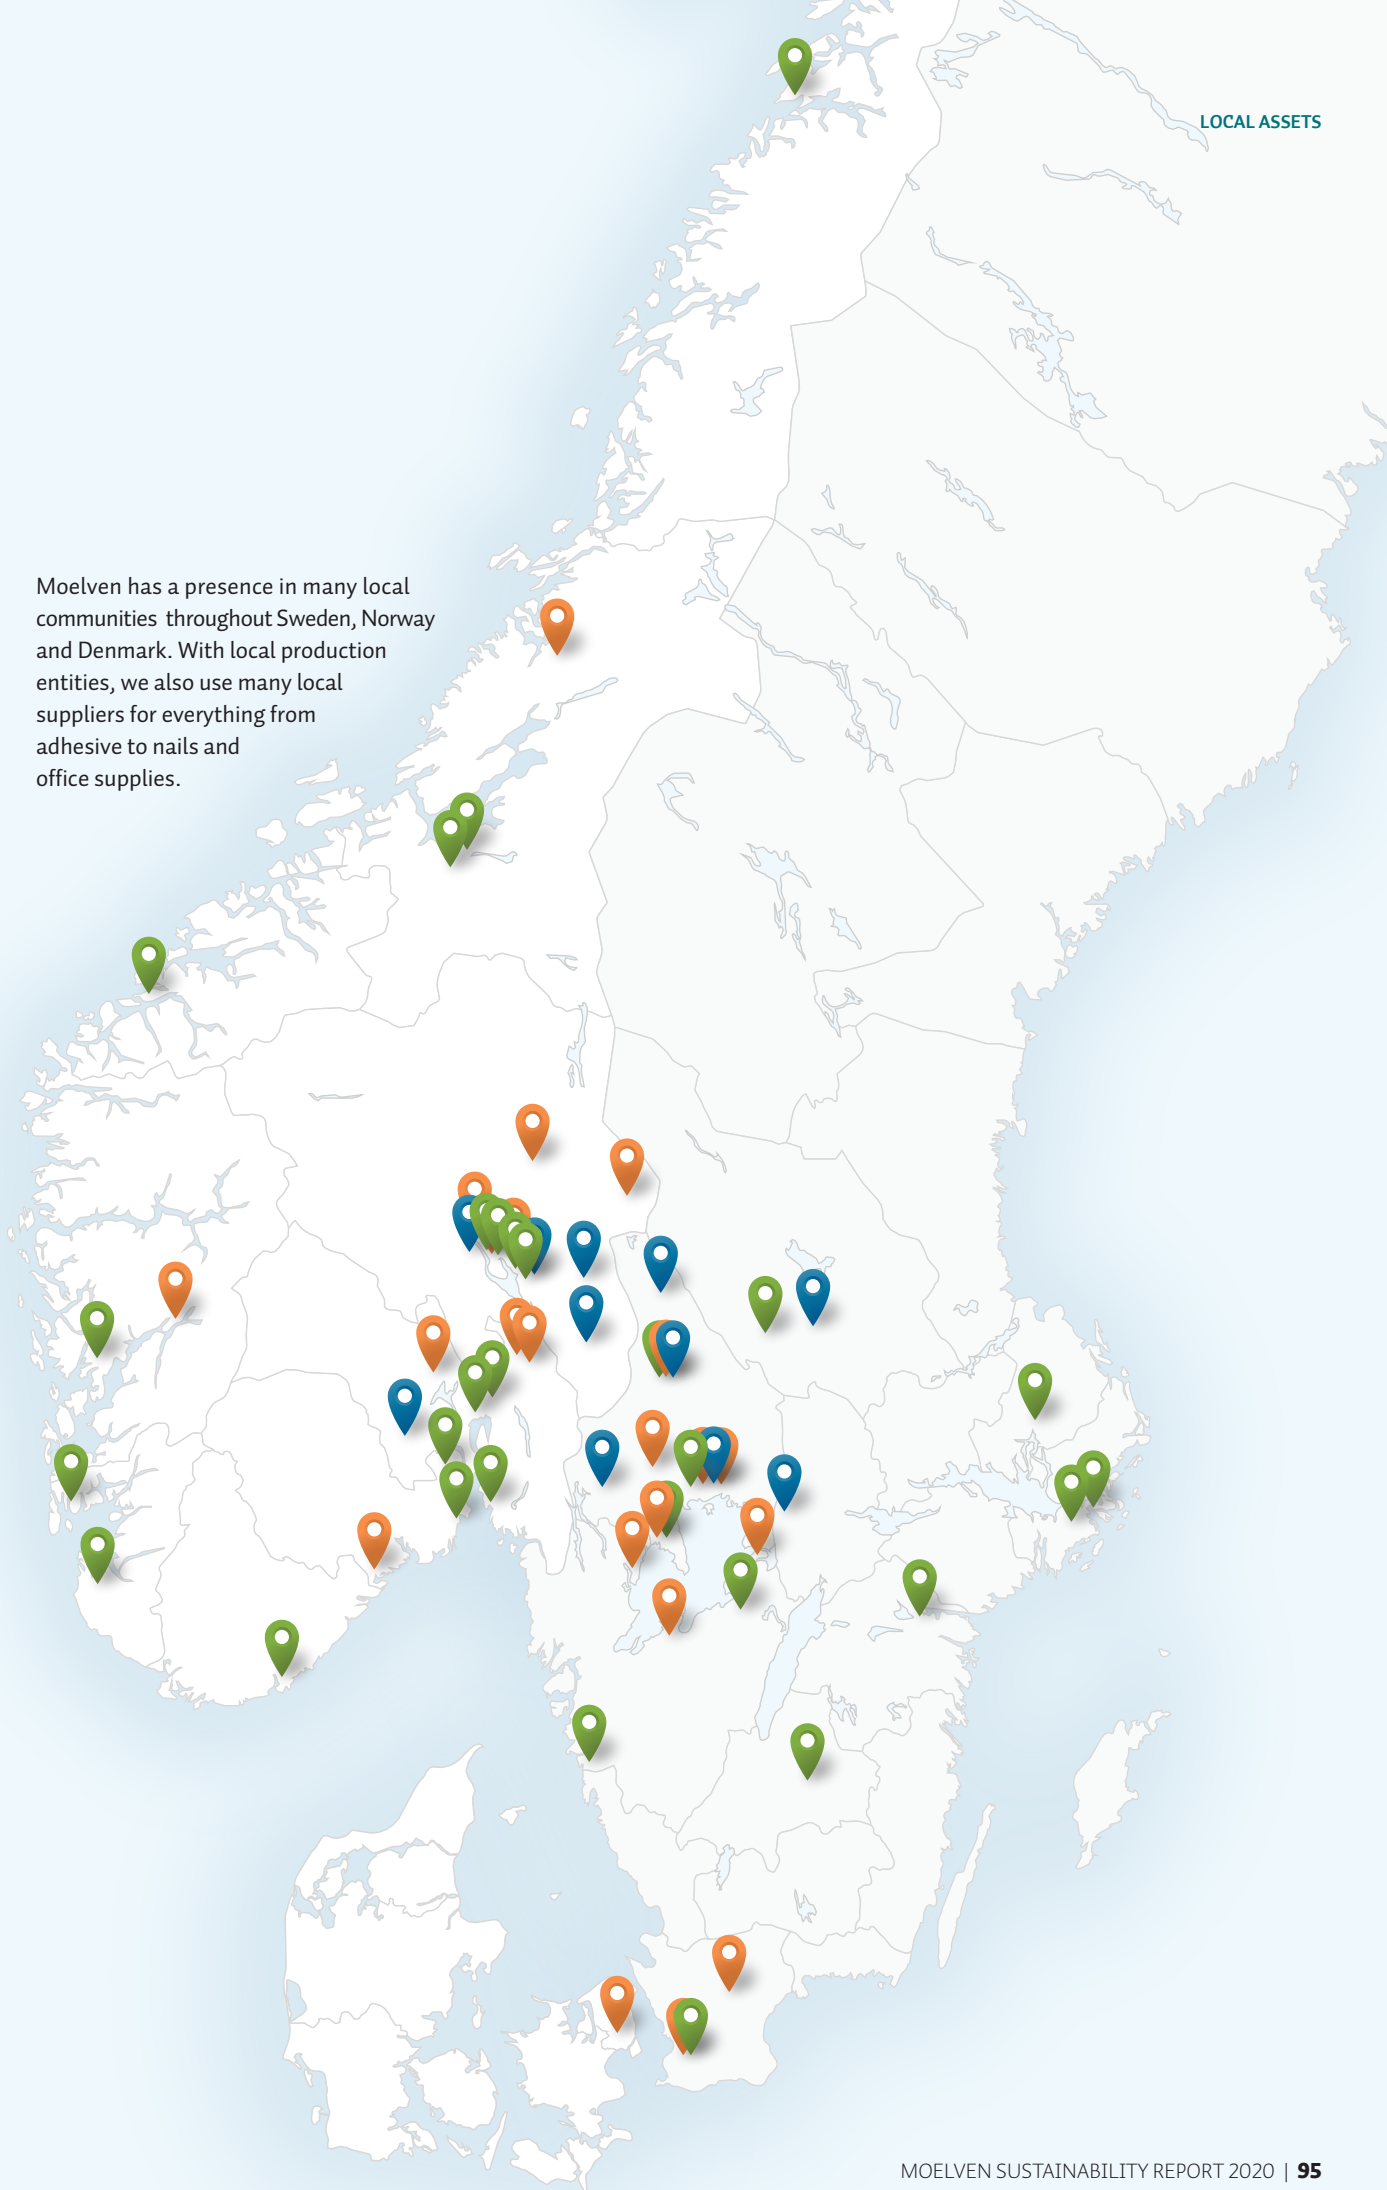 LOCAL ASSETS
Moelven has a presence in many local
communities throughout Sweden, Norway
and Denmark. With local production
entities, we also use many local
suppliers for everything from
adhesive to nails and
office supplies.
MOELVEN SUSTAINABILITY REPORT 2020 | 95